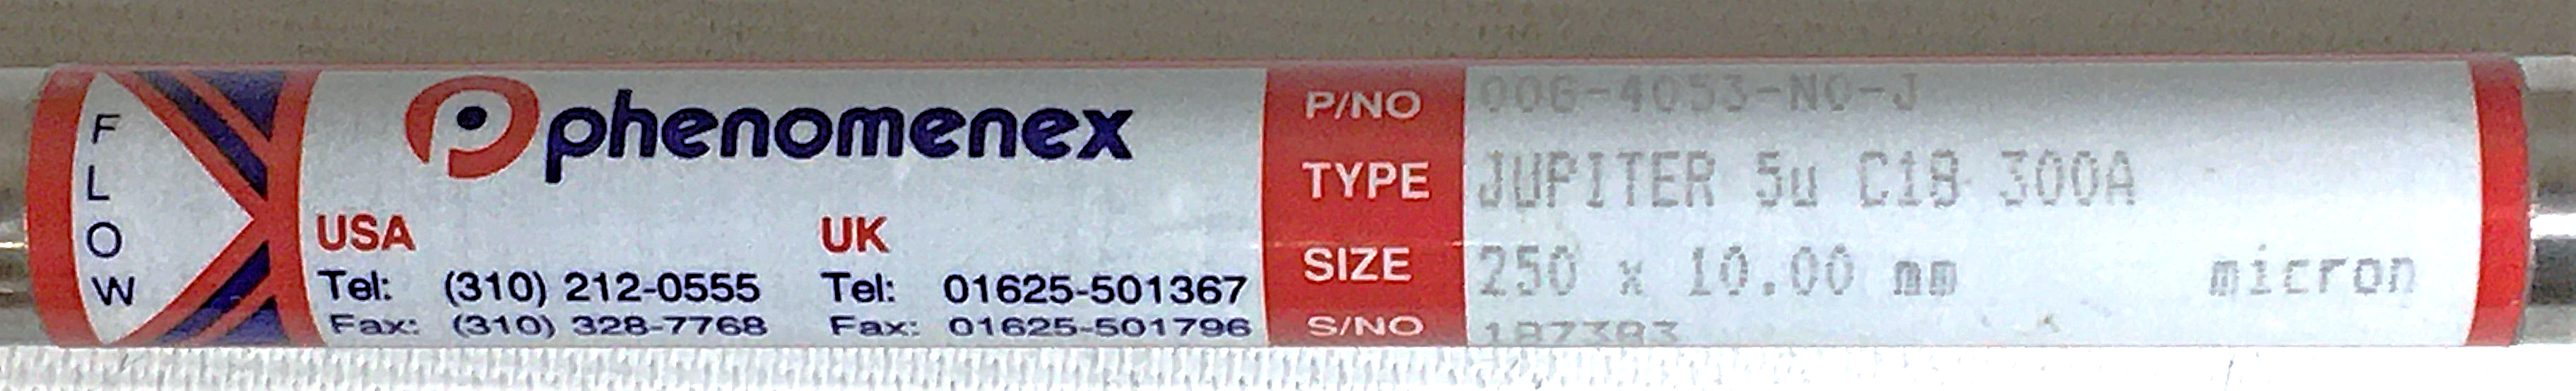 FLOW
phenomenex
USA
Tel: (310) 212-0555
Fax: (310) 328-7768
UK
Tel: 01625-501367
Fax: 01625-501796
P/NO 00G-4053-N0-J
TYPE JUPITER 5u C18 300A
SIZE 250 x 10.00 mm micron
S/NO